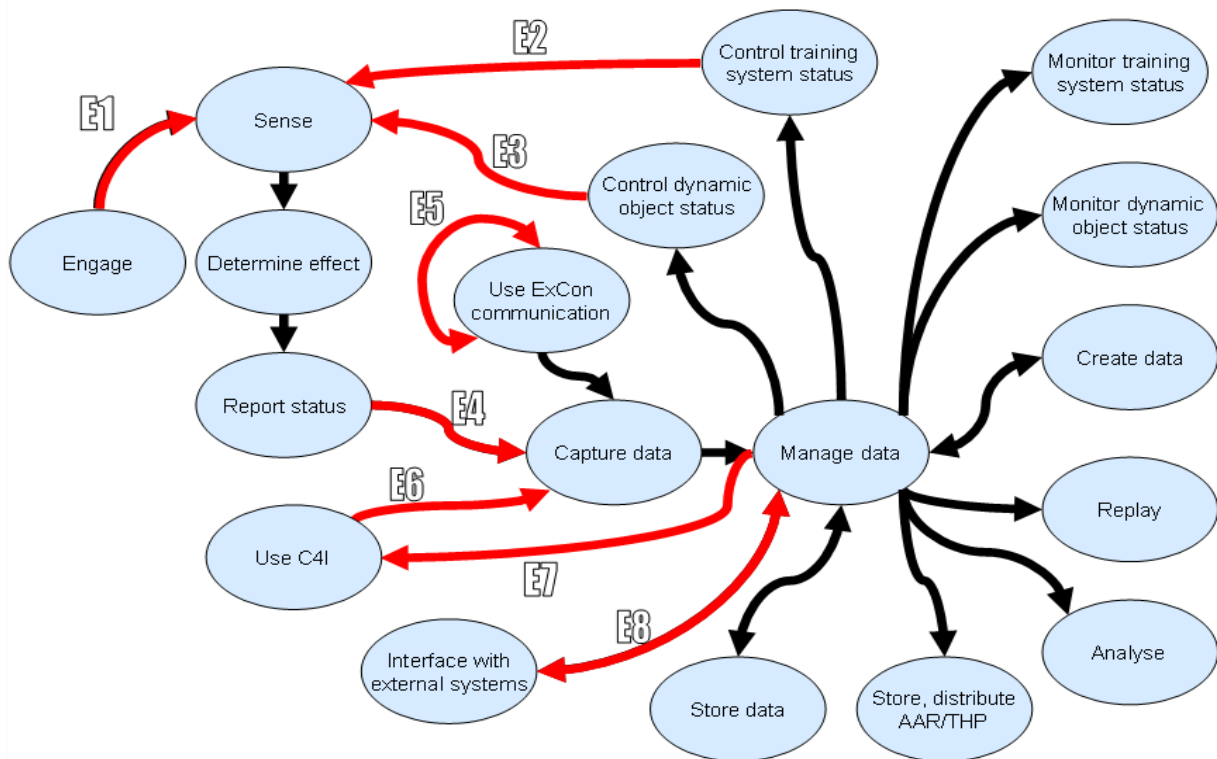 E2
Control training
system status
Monitor training
system status
E1
Sense
E3
Control dynamic
object status
Monitor dynamic
object status
E5
Engage
Determine effect
Use ExCon
communication
Create data
Report status
E4
Capture data
Manage data
E6
Replay
Use C4I
E7
E8
Interface with
external systems
Analyse
Store data
Store, distribute
AAR/THP